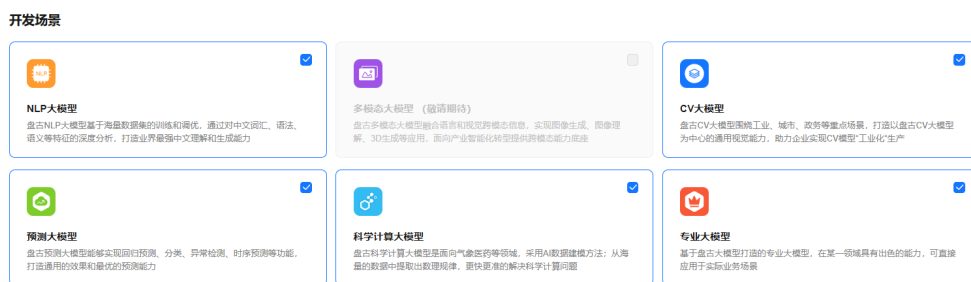 开发场景
NLP
NLP大模型
盘古NLP大模型基于海量数据集的训练和调优，通过对中文词汇、语法、
语义等特征的深度分析，打造业界最强中文理解和生成能力
多模态大模型 （敬请期待）
盘古多模态大模型融合语言和视觉跨模态信息，实现图像生成、图像理
解、3D生成等应用，面向产业智能化转型提供跨模态能力底座
CV大模型
盘古CV大模型围绕工业、城市、政务等重点场景，打造以盘古CV大模型
为中心的通用视觉能力，助力企业实现CV模型“工业化”生产
预测大模型
盘古预测大模型能够实现回归预测、分类、异常检测、时序预测等功能，
打造通用的效果和最优的预测能力
科学计算大模型
盘古科学计算大模型是面向气象医药等领域，采用AI数据建模方法；从海
量的数据中提取出数理规律，更快更准的解决科学计算问题
专业大模型
基于盘古大模型打造的专业大模型，在某一领域具有出色的能力，可直接
应用于实际业务场景